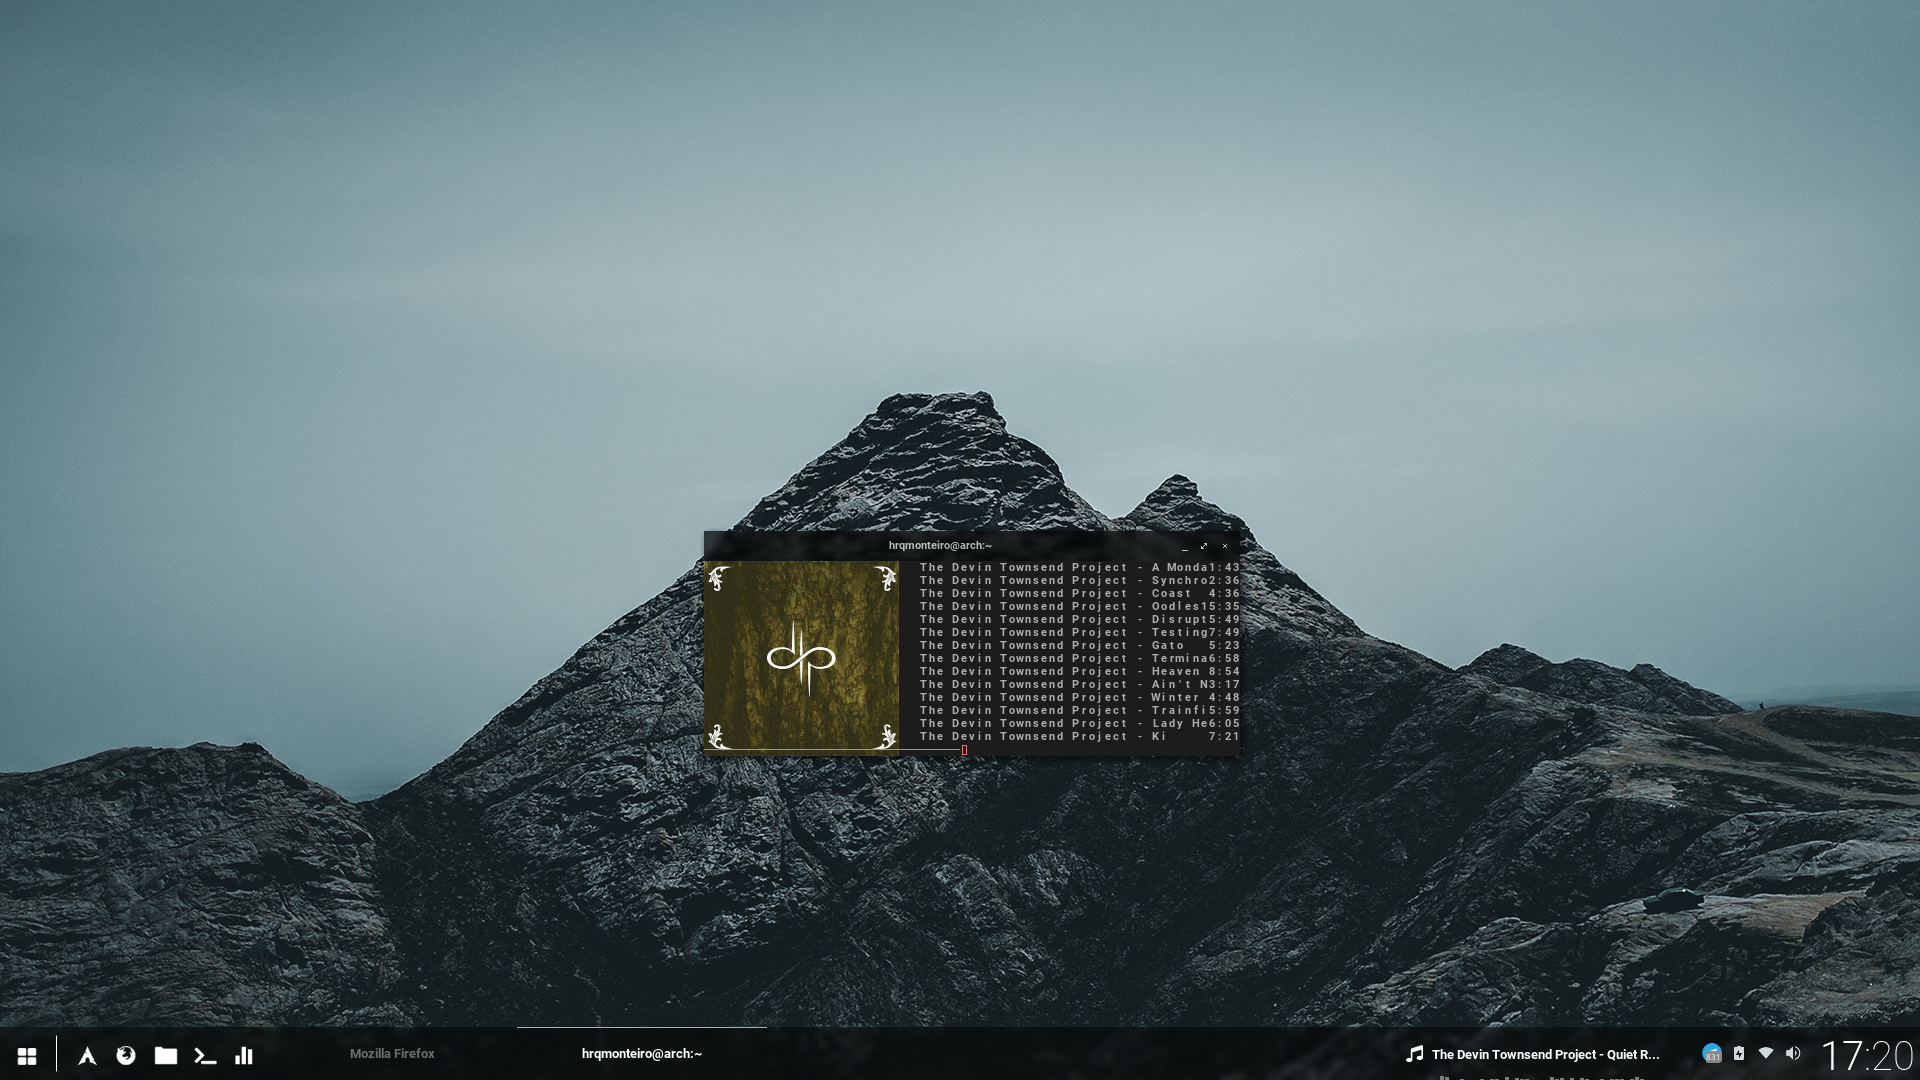 hrqmonteiro@arch:~
The Devin Townsend Project - A Monda1:43
The Devin Townsend Project - Synchro2:36
The Devin Townsend Project - Coast 4:36
The Devin Townsend Project - Oodles15:35
The Devin Townsend Project - Disrupt5:49
The Devin Townsend Project - Testing7:49
The Devin Townsend Project - Gato 5:23
The Devin Townsend Project - Termina6:58
The Devin Townsend Project - Heaven 8:54
The Devin Townsend Project - Ain't N3:17
The Devin Townsend Project - Winter 4:48
The Devin Townsend Project - Trainfi5:59
The Devin Townsend Project - Lady He6:05
The Devin Townsend Project - Ki 7:21
Mozilla Firefox hrqmonteiro@arch:~ The Devin Townsend Project - Quiet R... 831 17:20